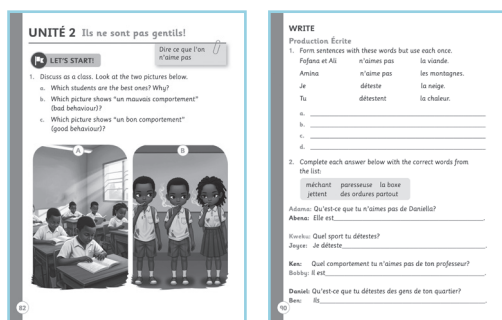 UNITÉ 2 Ils ne sont pas gentils!
Dire ce que l'on
n'aime pas
LET'S START!
1. Discuss as a class. Look at the two pictures below.
a. Which students are the best ones? Why?
b. Which picture shows "un mauvais comportement"
(bad behaviour)?
c. Which picture shows "un bon comportement"
(good behaviour)?
A
B
82
WRITE
Production Écrite
1. Form sentences with these words but use each once.
Fofana et Ali n'aimes pas la viande.
Amina n'aime pas les montagnes.
Je déteste la neige.
Tu détestent la chaleur.
a.
b.
c.
d.
2. Complete each answer below with the correct words from
the list:
méchant paresseuse la boxe
jettent des ordures partout
Adama: Qu'est-ce que tu n'aimes pas de Daniella?
Abena: Elle est.
Kweku: Quel sport tu détestes?
Joyce: Je déteste
Ken: Quel comportement tu n'aimes pas de ton professeur?
Bobby: Il est.
Daniel: Qu'est-ce que tu détestes des gens de ton quartier?
Ben: Ils.
90